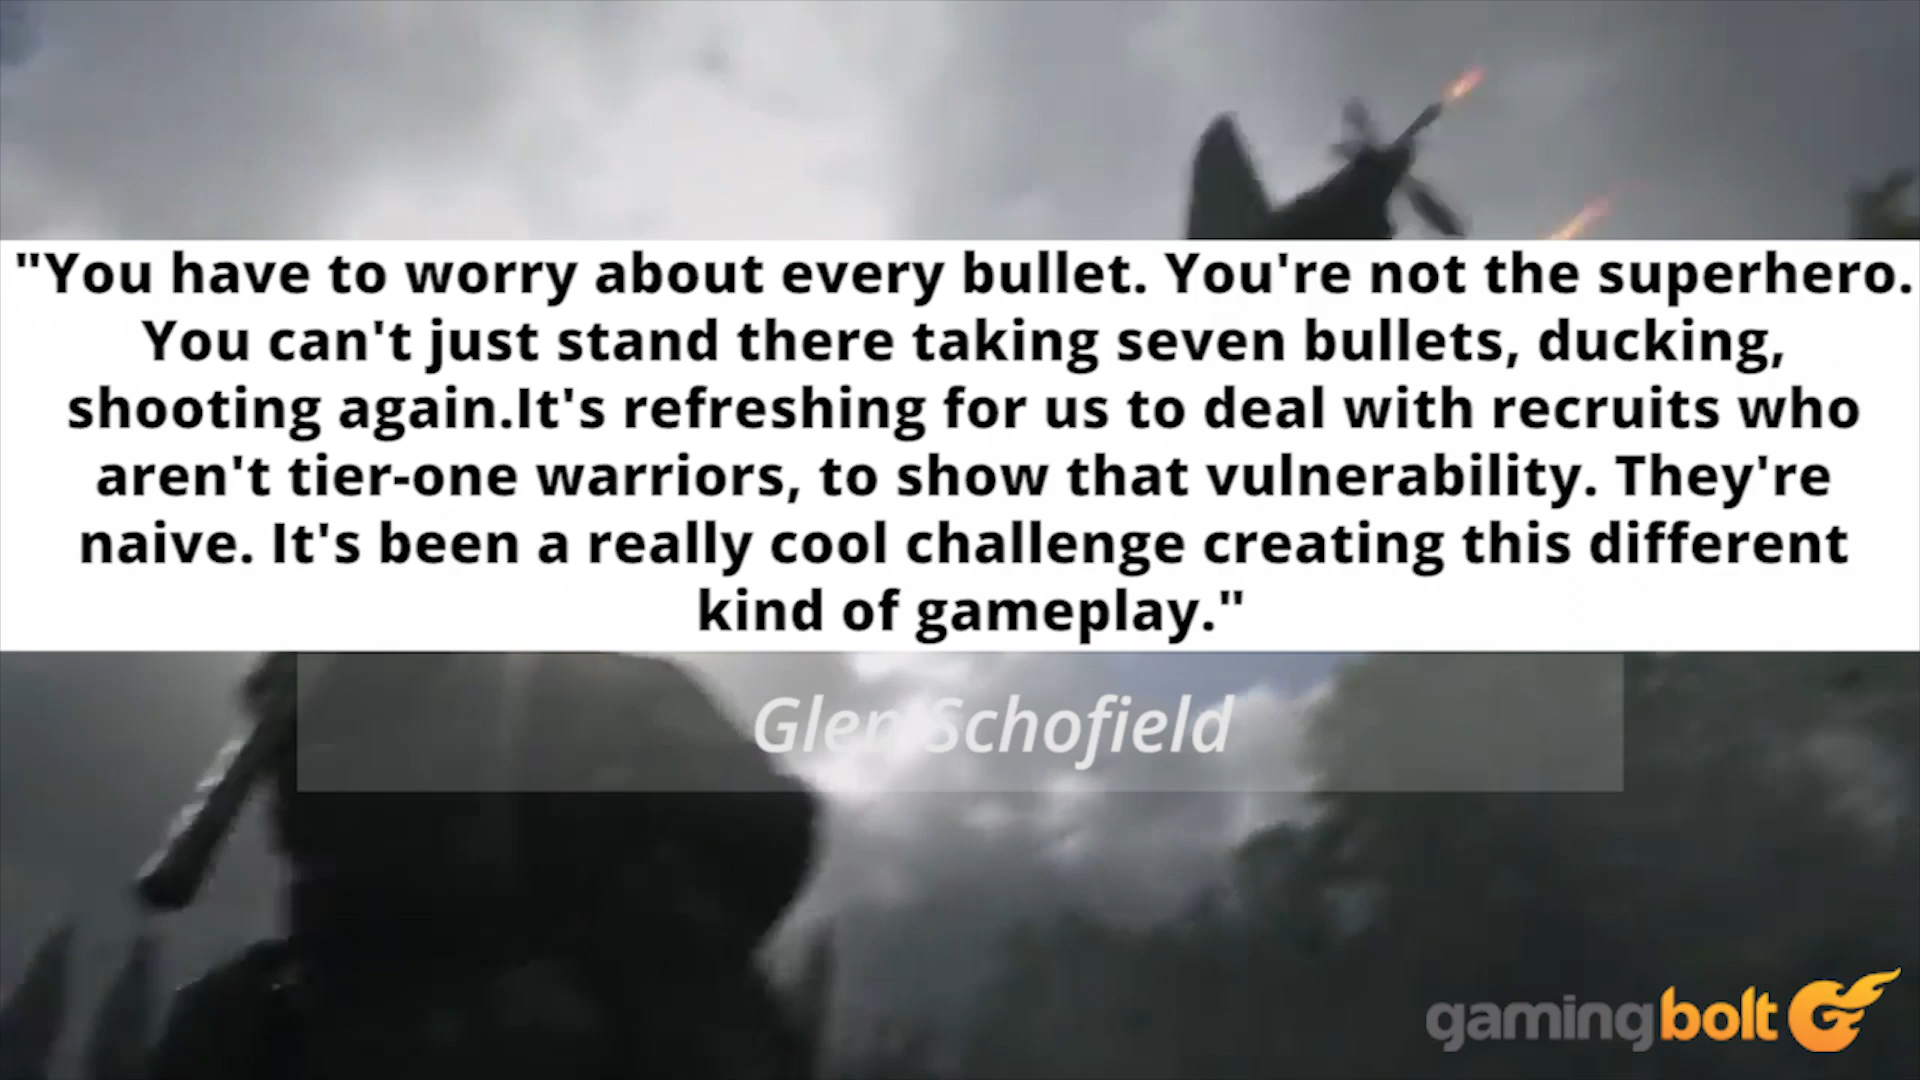 "You have to worry about every bullet. You're not the superhero.
You can't just stand there taking seven bullets, ducking,
shooting again.It's refreshing for us to deal with recruits who
aren't tier-one warriors, to show that vulnerability. They're
naive. It's been a really cool challenge creating this different
kind of gameplay."
Glen Schofield
gamingbolt